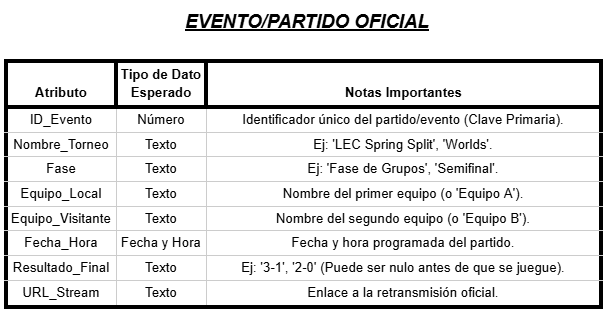 EVENTO/PARTIDO OFICIAL
Atributo Tipo de Dato Esperado Notas Importantes
ID_Evento Número Identificador único del partido/evento (Clave Primaria).
Nombre_Torneo Texto Ej: 'LEC Spring Split', 'Worlds'.
Fase Texto Ej: 'Fase de Grupos', 'Semifinal'.
Equipo_Local Texto Nombre del primer equipo (o 'Equipo A').
Equipo_Visitante Texto Nombre del segundo equipo (o 'Equipo B').
Fecha_Hora Fecha y Hora Fecha y hora programada del partido.
Resultado_Final Texto Ej: '3-1', '2-0' (Puede ser nulo antes de que se juegue).
URL_Stream Texto Enlace a la retransmisión oficial.